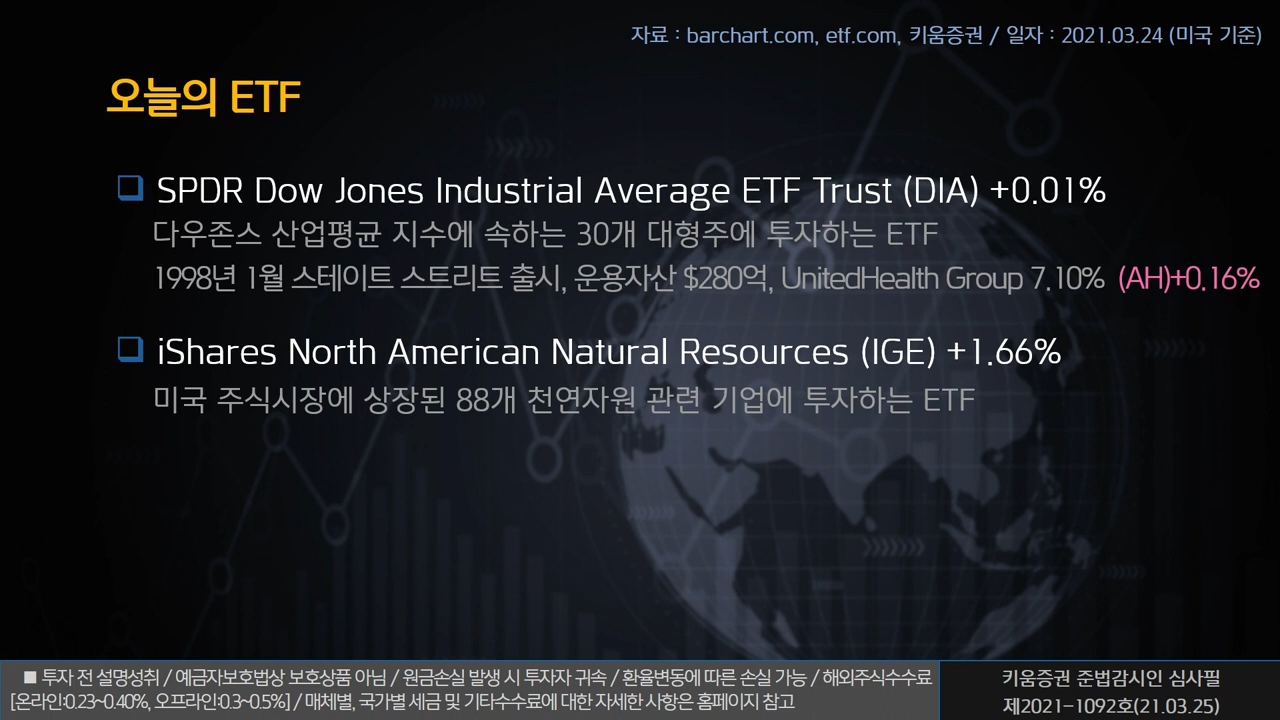 자료 : barchart.com, etf.com, 키움증권 / 일자 : 2021.03.24 (미국 기준)
오늘의 ETF
❑ SPDR Dow Jones Industrial Average ETF Trust (DIA) +0.01%
다우존스 산업평균 지수에 속하는 30개 대형주에 투자하는 ETF
1998년 1월 스테이트 스트리트 출시, 운용자산 $280억, UnitedHealth Group 7.10% (AH)+0.16%
❑ iShares North American Natural Resources (IGE) +1.66%
미국 주식시장에 상장된 88개 천연자원 관련 기업에 투자하는 ETF
■ 투자 전 설명청취 / 예금자보호법상 보호상품 아님 / 원금손실 발생 시 투자자 귀속 / 환율변동에 따른 손실 가능 / 해외주식수수료
[온라인:0.23~0.40%, 오프라인:0.3~0.5%] / 매체별, 국가별 세금 및 기타수수료에 대한 자세한 사항은 홈페이지 참고
키움증권 준법감시인 심사필
제2021-1092호(21.03.25)